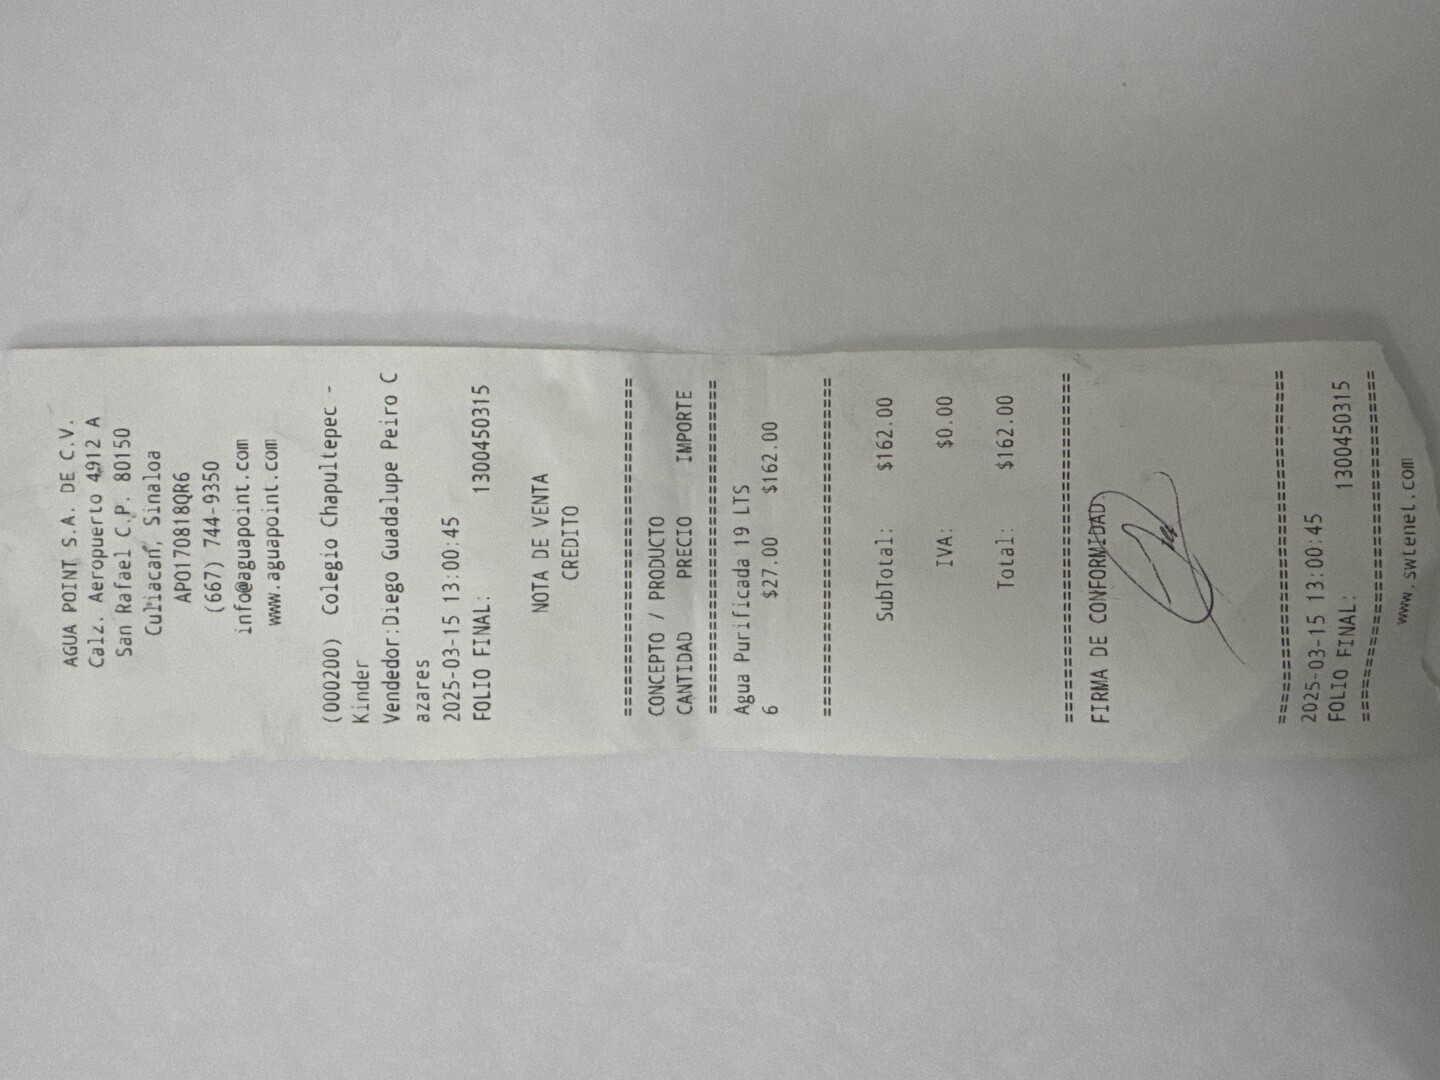 AGUA POINT S.A. DE C.V.
Calz. Aeropuerto 4912 A
San Rafael C.P. 80150
Culiacan, Sinaloa
APO170818QR6
(667) 744-9350
info@aguapoint.com
www.aguapoint.com
(000200) Colegio Chapultepec -
Kinder
Vendedor:Diego Guadalupe Peiro C
azares
2025-03-15 13:00:45
FOLIO FINAL: 1300450315
NOTA DE VENTA
CREDITO
================================
CONCEPTO / PRODUCTO
CANTIDAD PRECIO IMPORTE
================================
Agua Purificada 19 LTS
6 $27.00 $162.00
================================
SubTotal: $162.00
IVA: $0.00
Total: $162.00
================================
FIRMA DE CONFORMIDAD
================================
2025-03-15 13:00:45
FOLIO FINAL: 1300450315
================================
www.swtenet.com